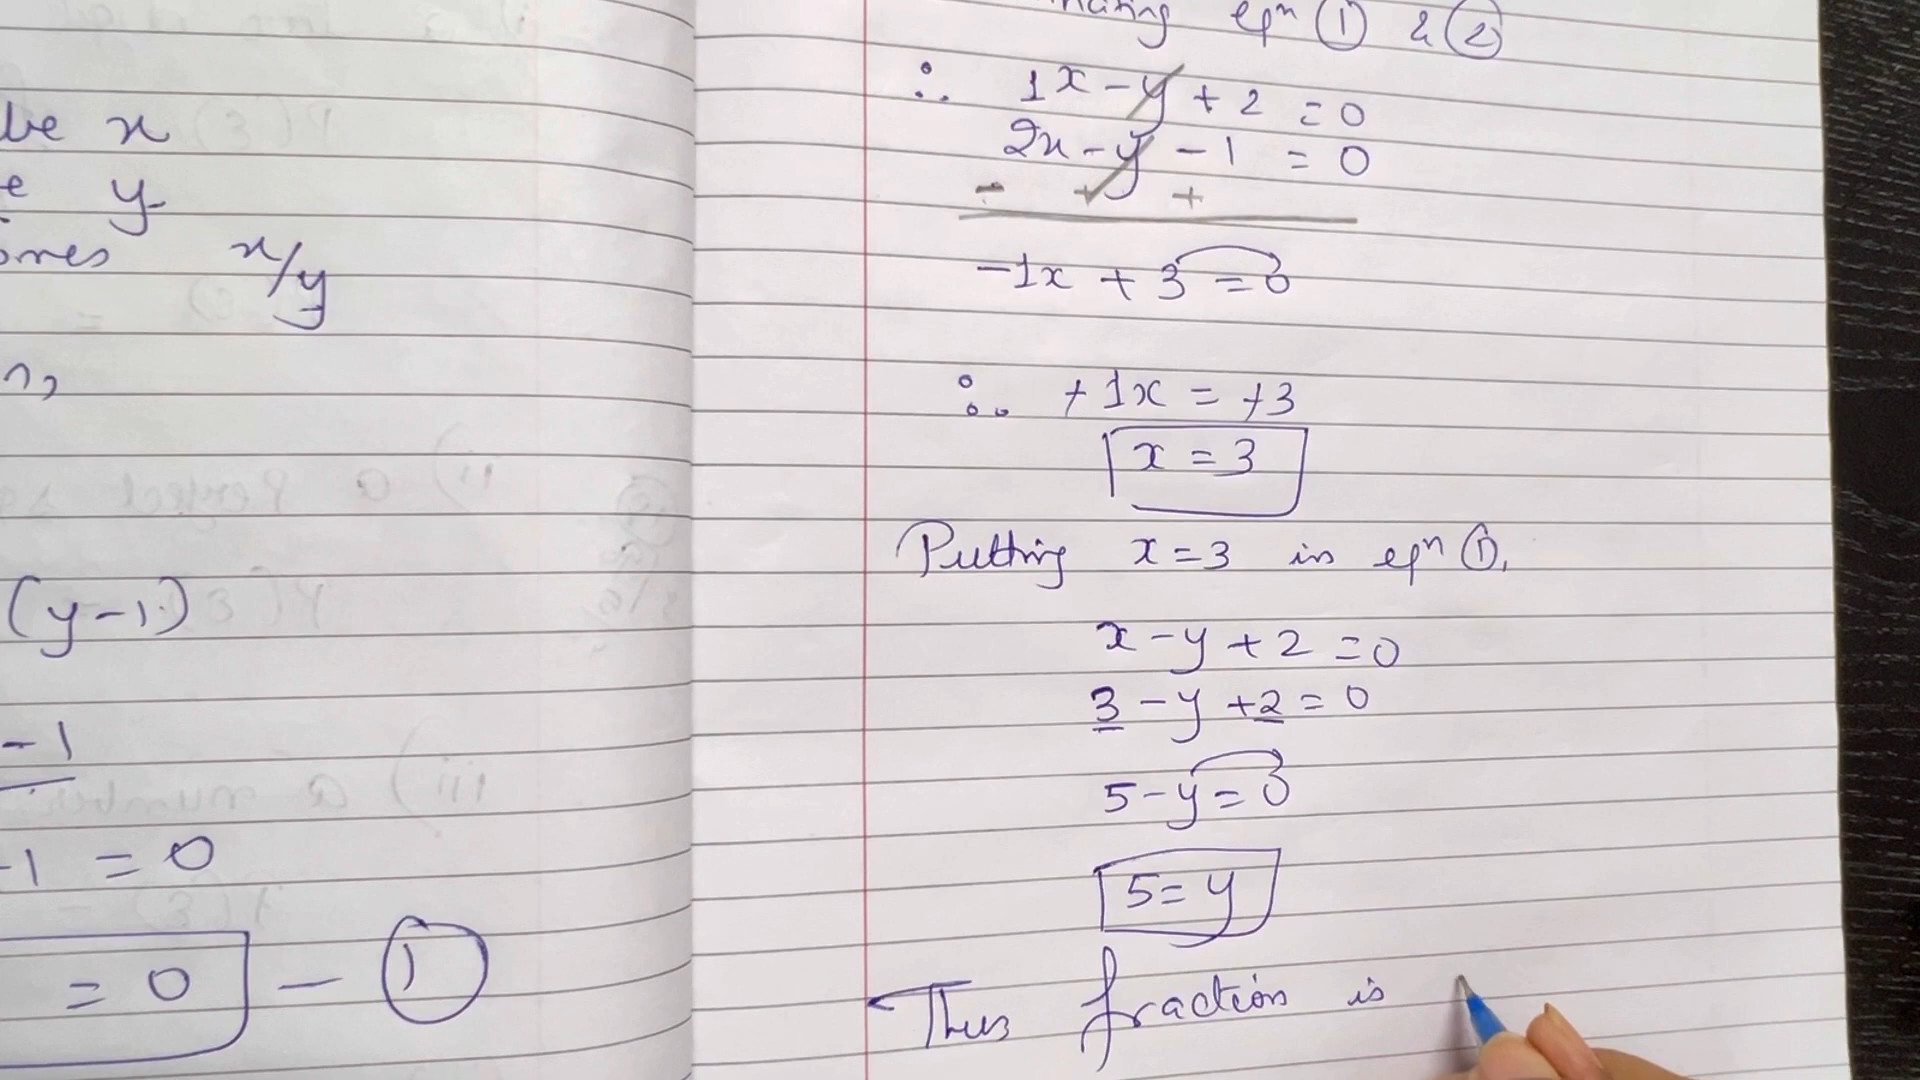 be x
e y
omes x/y
n,
(y-1)
-1
-1 = 0
= 0 - ①
eqⁿ ① & ②
∴ 1x - y + 2 = 0
2x - y - 1 = 0
- + +
-1x + 3 = 0
∴ +1x = +3
x = 3
Putting x = 3 in eqⁿ ①,
x - y + 2 = 0
3 - y + 2 = 0
5 - y = 0
5 = y
Thus fraction is